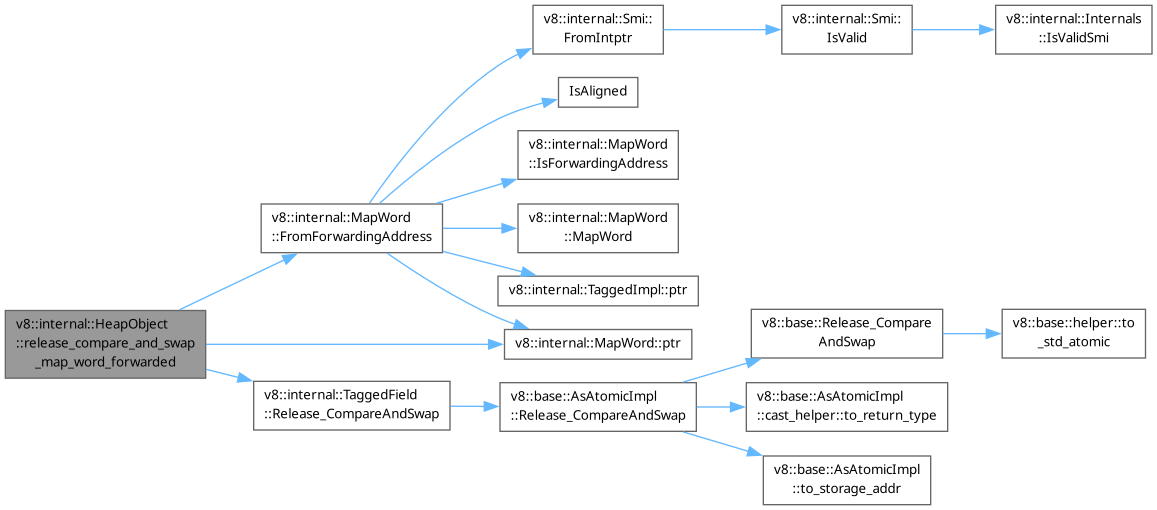 v8::internal::Smi::
FromIntptr
v8::internal::Smi::
IsValid
v8::internal::Internals
::IsValidSmi
IsAligned
v8::internal::MapWord
::IsForwardingAddress
v8::internal::MapWord
::FromForwardingAddress
v8::internal::MapWord
::MapWord
v8::internal::TaggedImpl::ptr
v8::internal::HeapObject
::release_compare_and_swap
_map_word_forwarded
v8::internal::MapWord::ptr
v8::base::Release_Compare
AndSwap
v8::base::helper::to
_std_atomic
v8::internal::TaggedField
::Release_CompareAndSwap
v8::base::AsAtomicImpl
::Release_CompareAndSwap
v8::base::AsAtomicImpl
::cast_helper::to_return_type
v8::base::AsAtomicImpl
::to_storage_addr